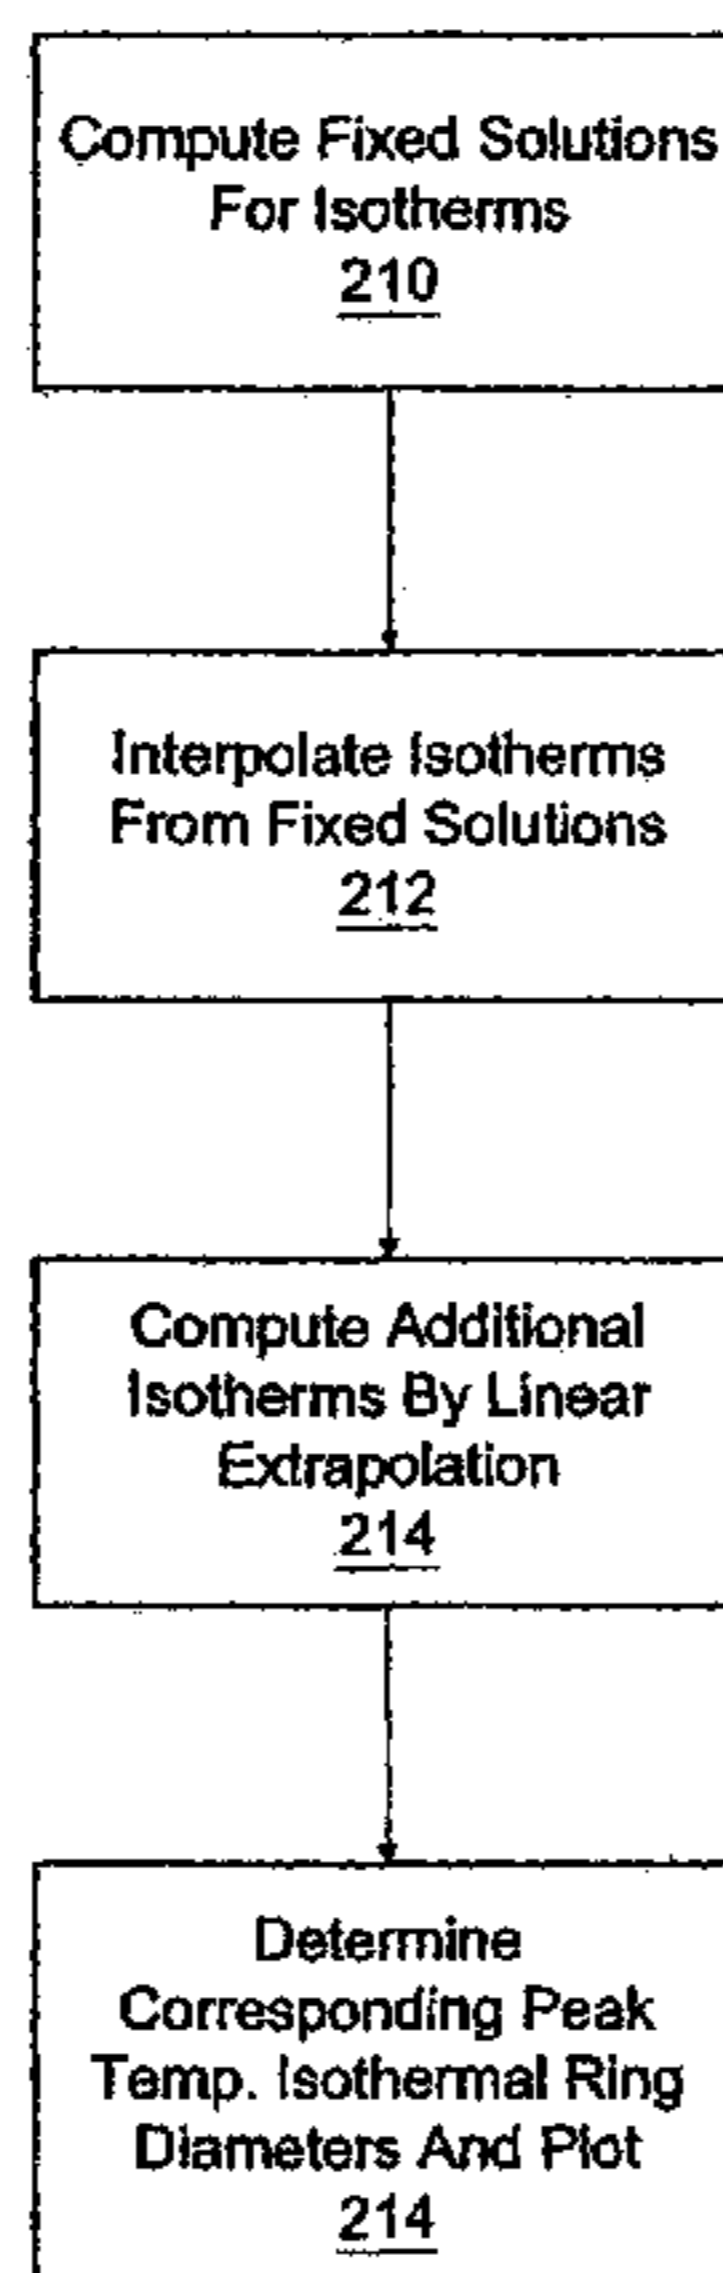 Compute Fixed Solutions
For Isotherms
210
Interpolate Isotherms
From Fixed Solutions
212
Compute Additional
Isotherms By Linear
Extrapolation
214
Determine
Corresponding Peak
Temp. Isothermal Ring
Diameters And Plot
214